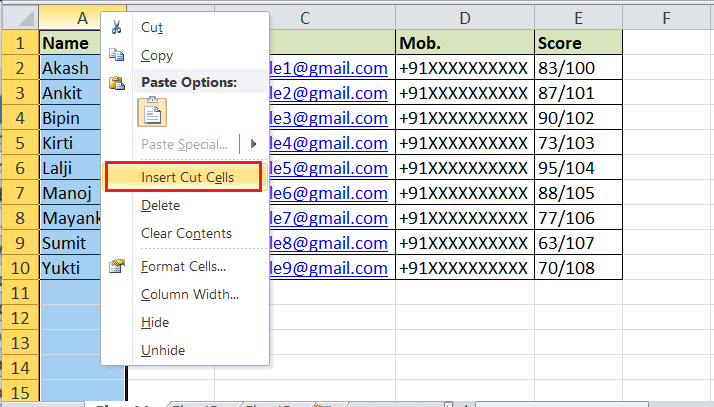 A C D E F
1 Name Mob. Score
2 Akash le1@gmail.com +91XXXXXXXXXX 83/100
3 Ankit le2@gmail.com +91XXXXXXXXXX 87/101
4 Bipin le3@gmail.com +91XXXXXXXXXX 90/102
5 Kirti le4@gmail.com +91XXXXXXXXXX 73/103
6 Lalji le5@gmail.com +91XXXXXXXXXX 95/104
7 Manoj le6@gmail.com +91XXXXXXXXXX 88/105
8 Mayank le7@gmail.com +91XXXXXXXXXX 77/106
9 Sumit le8@gmail.com +91XXXXXXXXXX 63/107
10 Yukti le9@gmail.com +91XXXXXXXXXX 70/108
11
12
13
14
15
Cut
Copy
Paste Options:
Paste Special...
Insert Cut Cells
Delete
Clear Contents
Format Cells...
Column Width...
Hide
Unhide